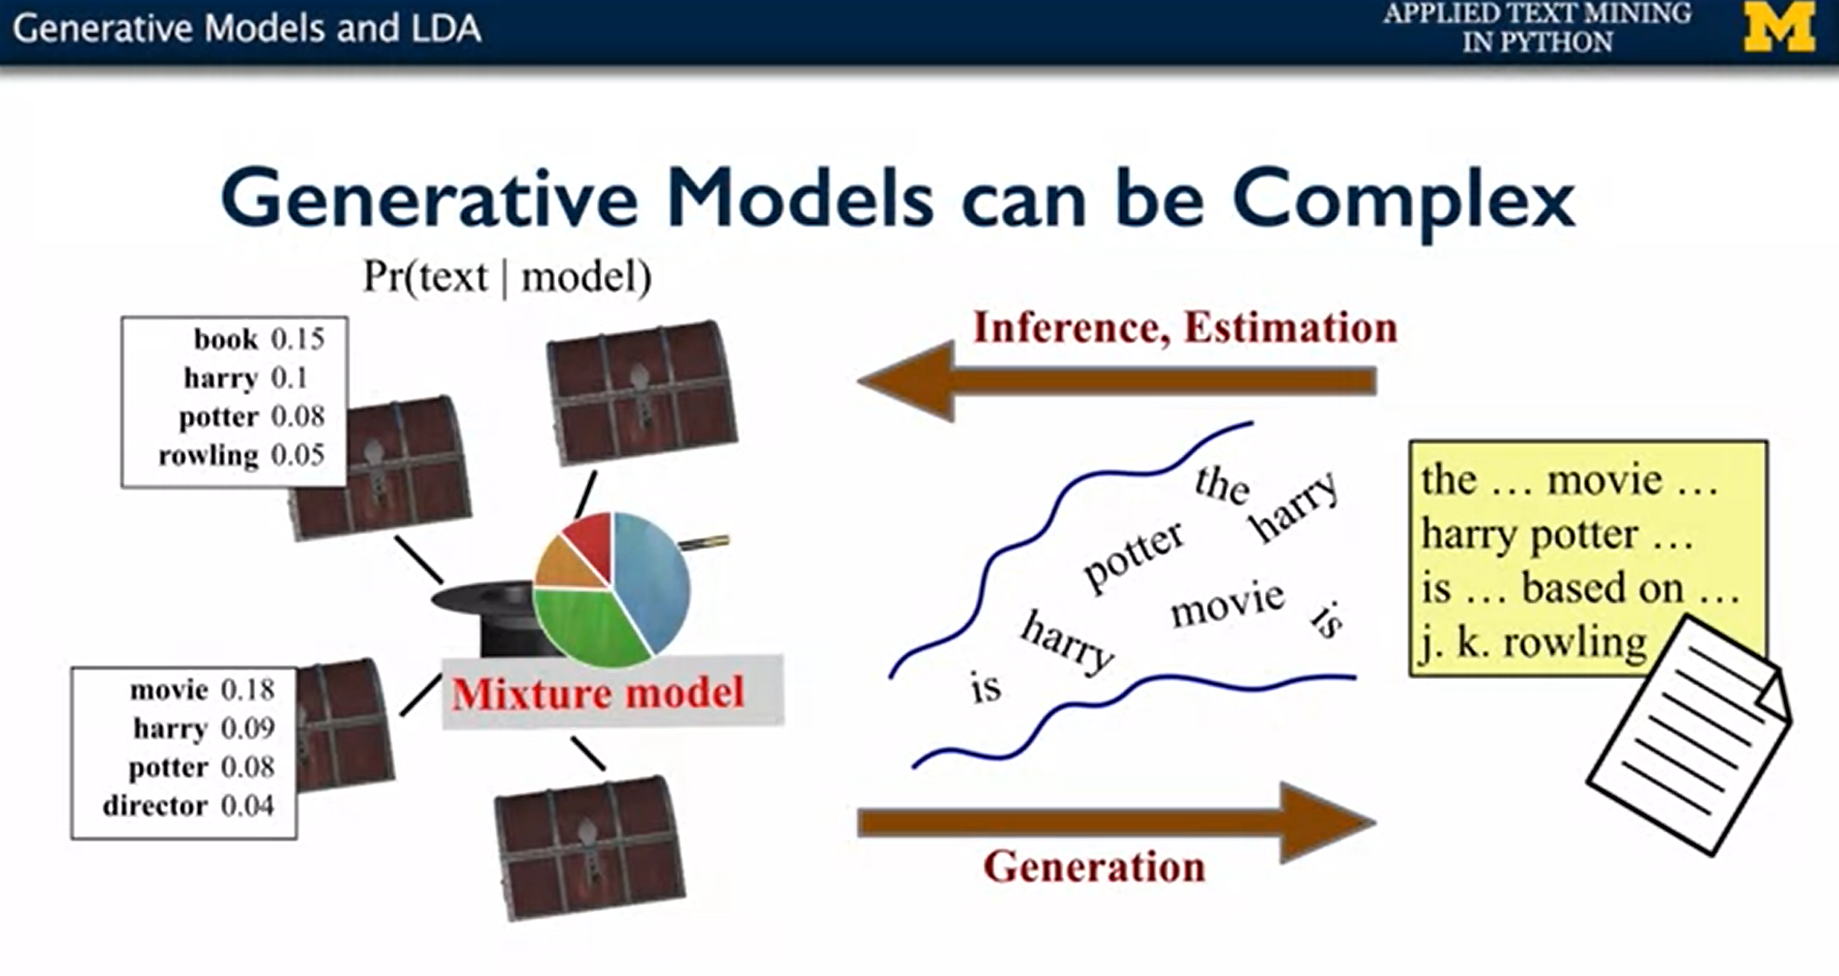 Generative Models and LDA
APPLIED TEXT MINING
IN PYTHON
M
Generative Models can be Complex
Pr(text | model)
book 0.15
harry 0.1
potter 0.08
rowling 0.05
movie 0.18
harry 0.09
potter 0.08
director 0.04
Mixture model
Inference, Estimation
the
harry
potter
movie
is
harry
is
Generation
the … movie …
harry potter …
is … based on …
j. k. rowling